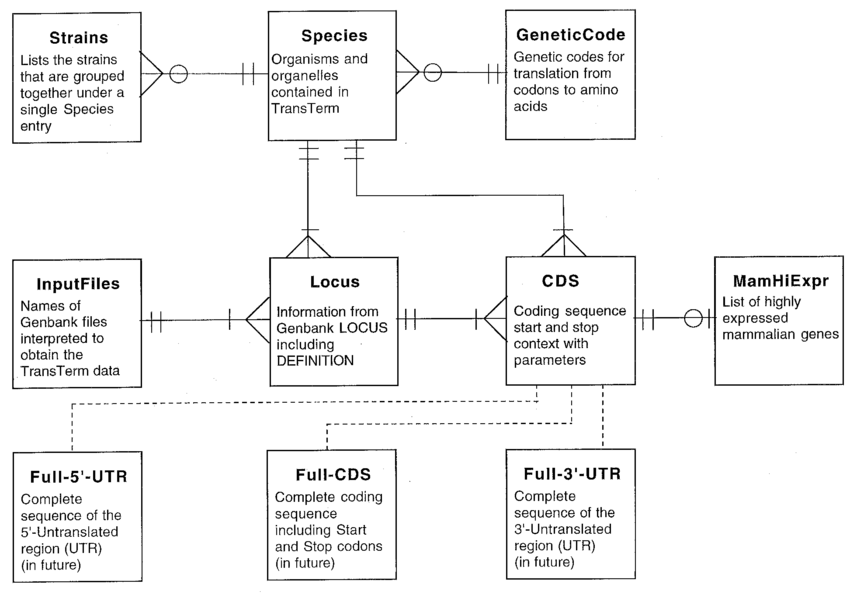 Strains
Lists the strains
that are grouped
together under a
single Species
entry
Species
Organisms and
organelles
contained in
TransTerm
GeneticCode
Genetic codes for
translation from
codons to amino
acids
InputFiles
Names of
Genbank files
interpreted to
obtain the
TransTerm data
Locus
Information from
Genbank LOCUS
including
DEFINITION
CDS
Coding sequence
start and stop
context with
parameters
MamHiExpr
List of highly
expressed
mammalian genes
Full-5'-UTR
Complete
sequence of the
5'-Untranslated
region (UTR)
(in future)
Full-CDS
Complete coding
sequence
including Start
and Stop codons
(in future)
Full-3'-UTR
Complete
sequence of the
3'-Untranslated
region (UTR)
(in future)